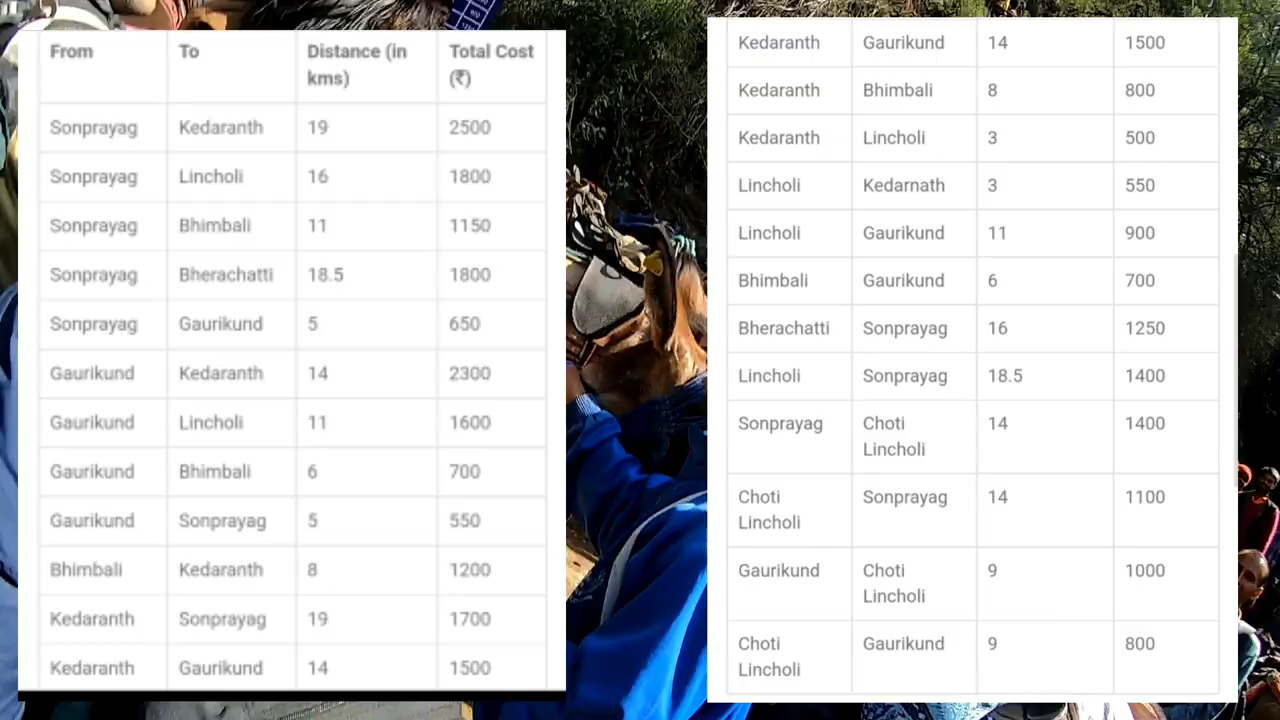 From To Distance (in kms) Total Cost (₹)
Sonprayag Kedaranth 19 2500
Sonprayag Lincholi 16 1800
Sonprayag Bhimbali 11 1150
Sonprayag Bherachatti 18.5 1800
Sonprayag Gaurikund 5 650
Gaurikund Kedaranth 14 2300
Gaurikund Lincholi 11 1600
Gaurikund Bhimbali 6 700
Gaurikund Sonprayag 5 550
Bhimbali Kedaranth 8 1200
Kedaranth Sonprayag 19 1700
Kedaranth Gaurikund 14 1500
Kedaranth Gaurikund 14 1500
Kedaranth Bhimbali 8 800
Kedaranth Lincholi 3 500
Lincholi Kedarnath 3 550
Lincholi Gaurikund 11 900
Bhimbali Gaurikund 6 700
Bherachatti Sonprayag 16 1250
Lincholi Sonprayag 18.5 1400
Sonprayag Choti Lincholi 14 1400
Choti Lincholi Sonprayag 14 1100
Gaurikund Choti Lincholi 9 1000
Choti Lincholi Gaurikund 9 800